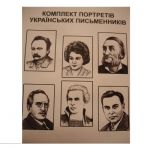 КОМПЛЕКТ ПОРТРЕТІВ
УКРАЇНСЬКИХ ПИСЬМЕННИКІВ